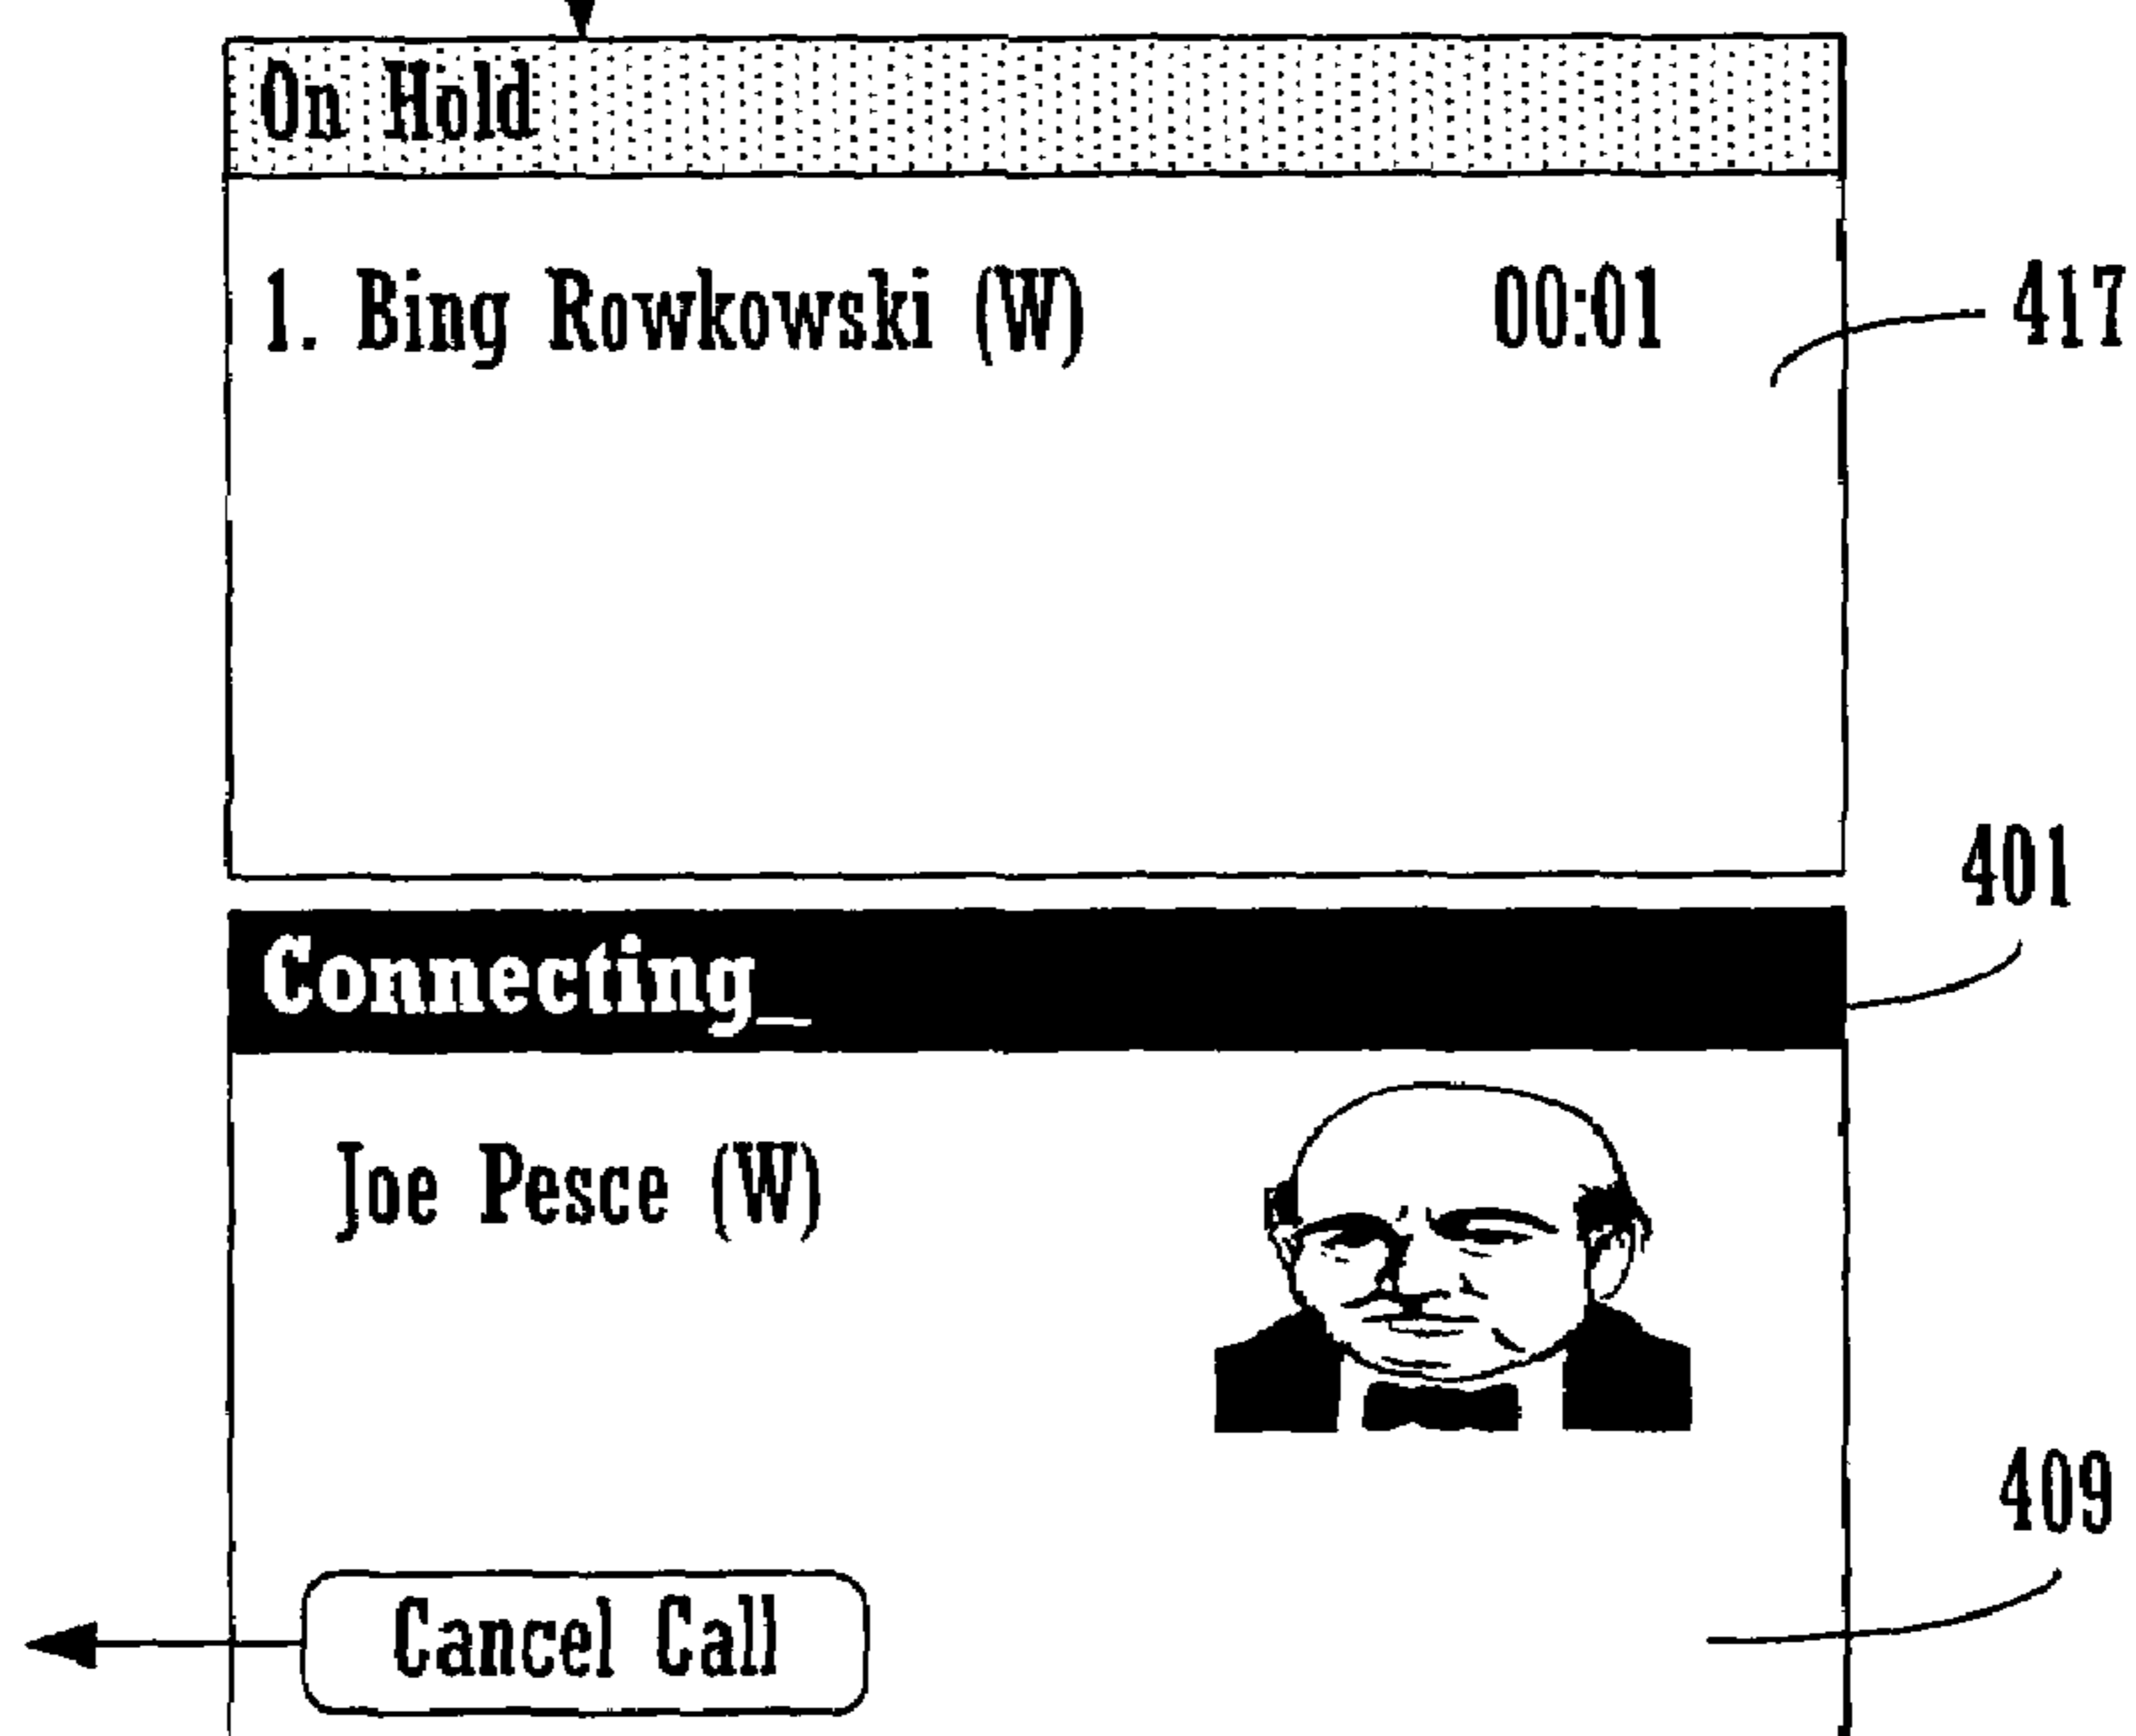 On Hold
1. Bing Rowkowski (W) 00:01
417
401
Connecting_
Joe Pesce (W)
409
Cancel Call